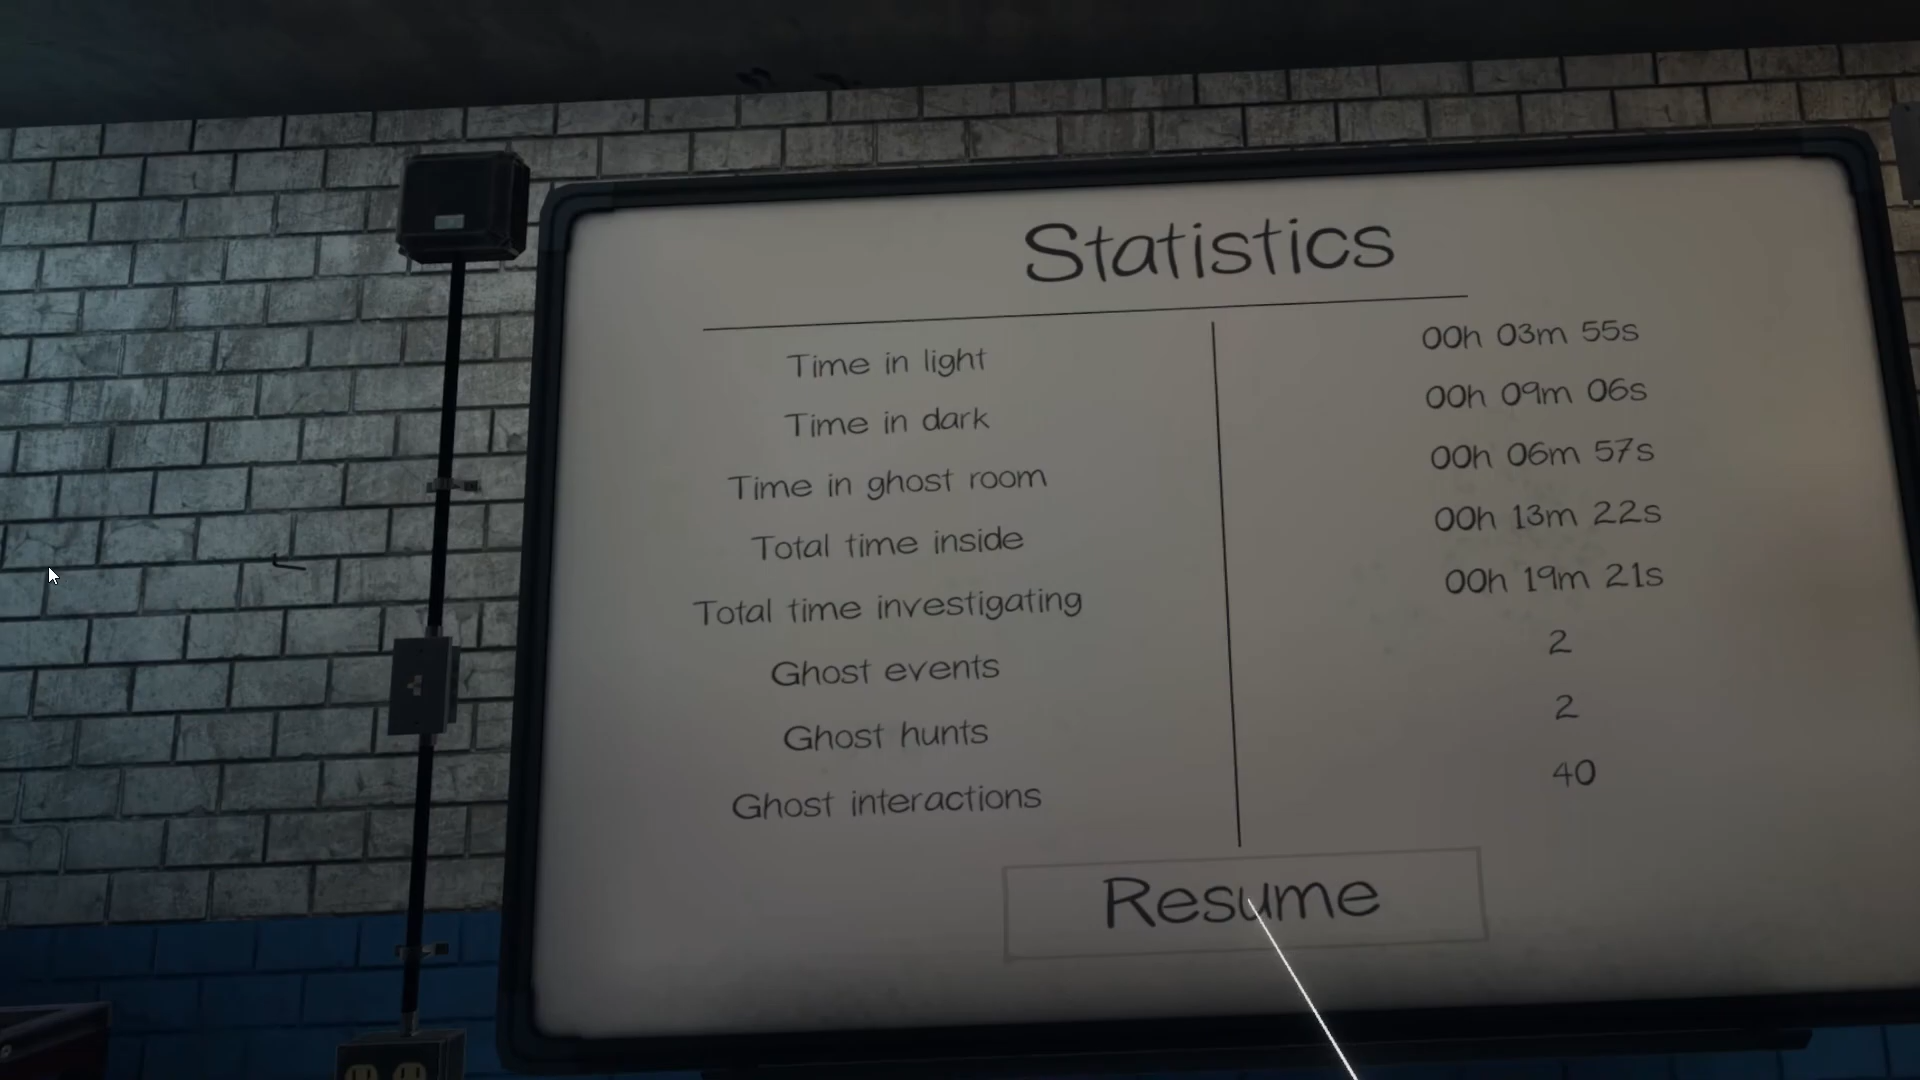 Statistics
Time in light 00h 03m 55s
Time in dark 00h 09m 06s
Time in ghost room 00h 06m 57s
Total time inside 00h 13m 22s
Total time investigating 00h 19m 21s
Ghost events 2
Ghost hunts 2
Ghost interactions 40
Resume